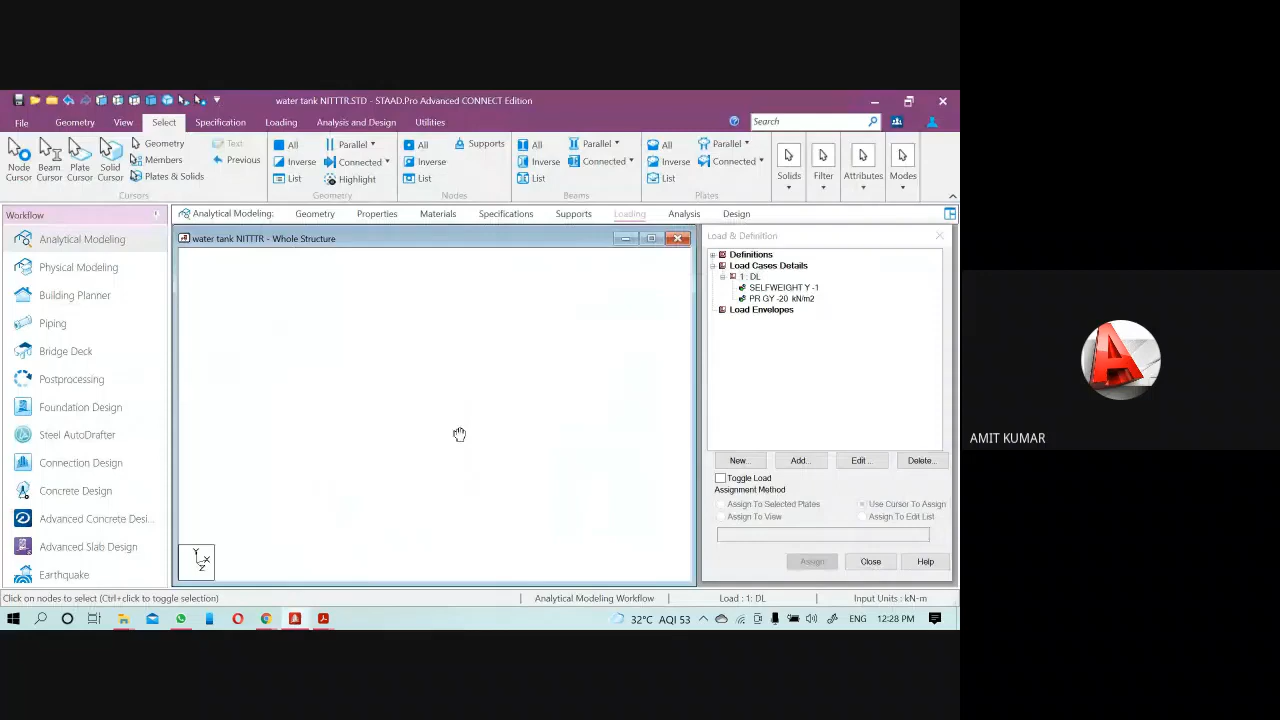 water tank NITTTR.STD - STAAD.Pro Advanced CONNECT Edition
File Geometry View Select Specification Loading Analysis and Design Utilities Search
Node Cursor
Beam Cursor
Plate Cursor
Solid Cursor
Geometry
Members
Plates & Solids
Text
Previous
Cursors
All
Inverse
List
Parallel
Connected
Highlight
Geometry
All
Inverse
List
Supports
Nodes
All
Inverse
List
Parallel
Connected
Beams
All
Inverse
List
Parallel
Connected
Plates
Solids
Filter
Attributes
Modes
Workflow
Analytical Modeling
Physical Modeling
Building Planner
Piping
Bridge Deck
Postprocessing
Foundation Design
Steel AutoDrafter
Connection Design
Concrete Design
Advanced Concrete Desi...
Advanced Slab Design
Earthquake
Analytical Modeling: Geometry Properties Materials Specifications Supports Loading Analysis Design
water tank NITTTR - Whole Structure
Y
X
Z
Load & Definition
Definitions
Load Cases Details
1 : DL
SELFWEIGHT Y -1
PR GY -20 kN/m2
Load Envelopes
New... Add... Edit ... Delete...
Toggle Load
Assignment Method
Assign To Selected Plates Use Cursor To Assign
Assign To View Assign To Edit List
Assign Close Help
Click on nodes to select (Ctrl+click to toggle selection) Analytical Modeling Workflow Load : 1: DL Input Units : kN-m
32°C AQI 53 ENG 12:28 PM
AMIT KUMAR